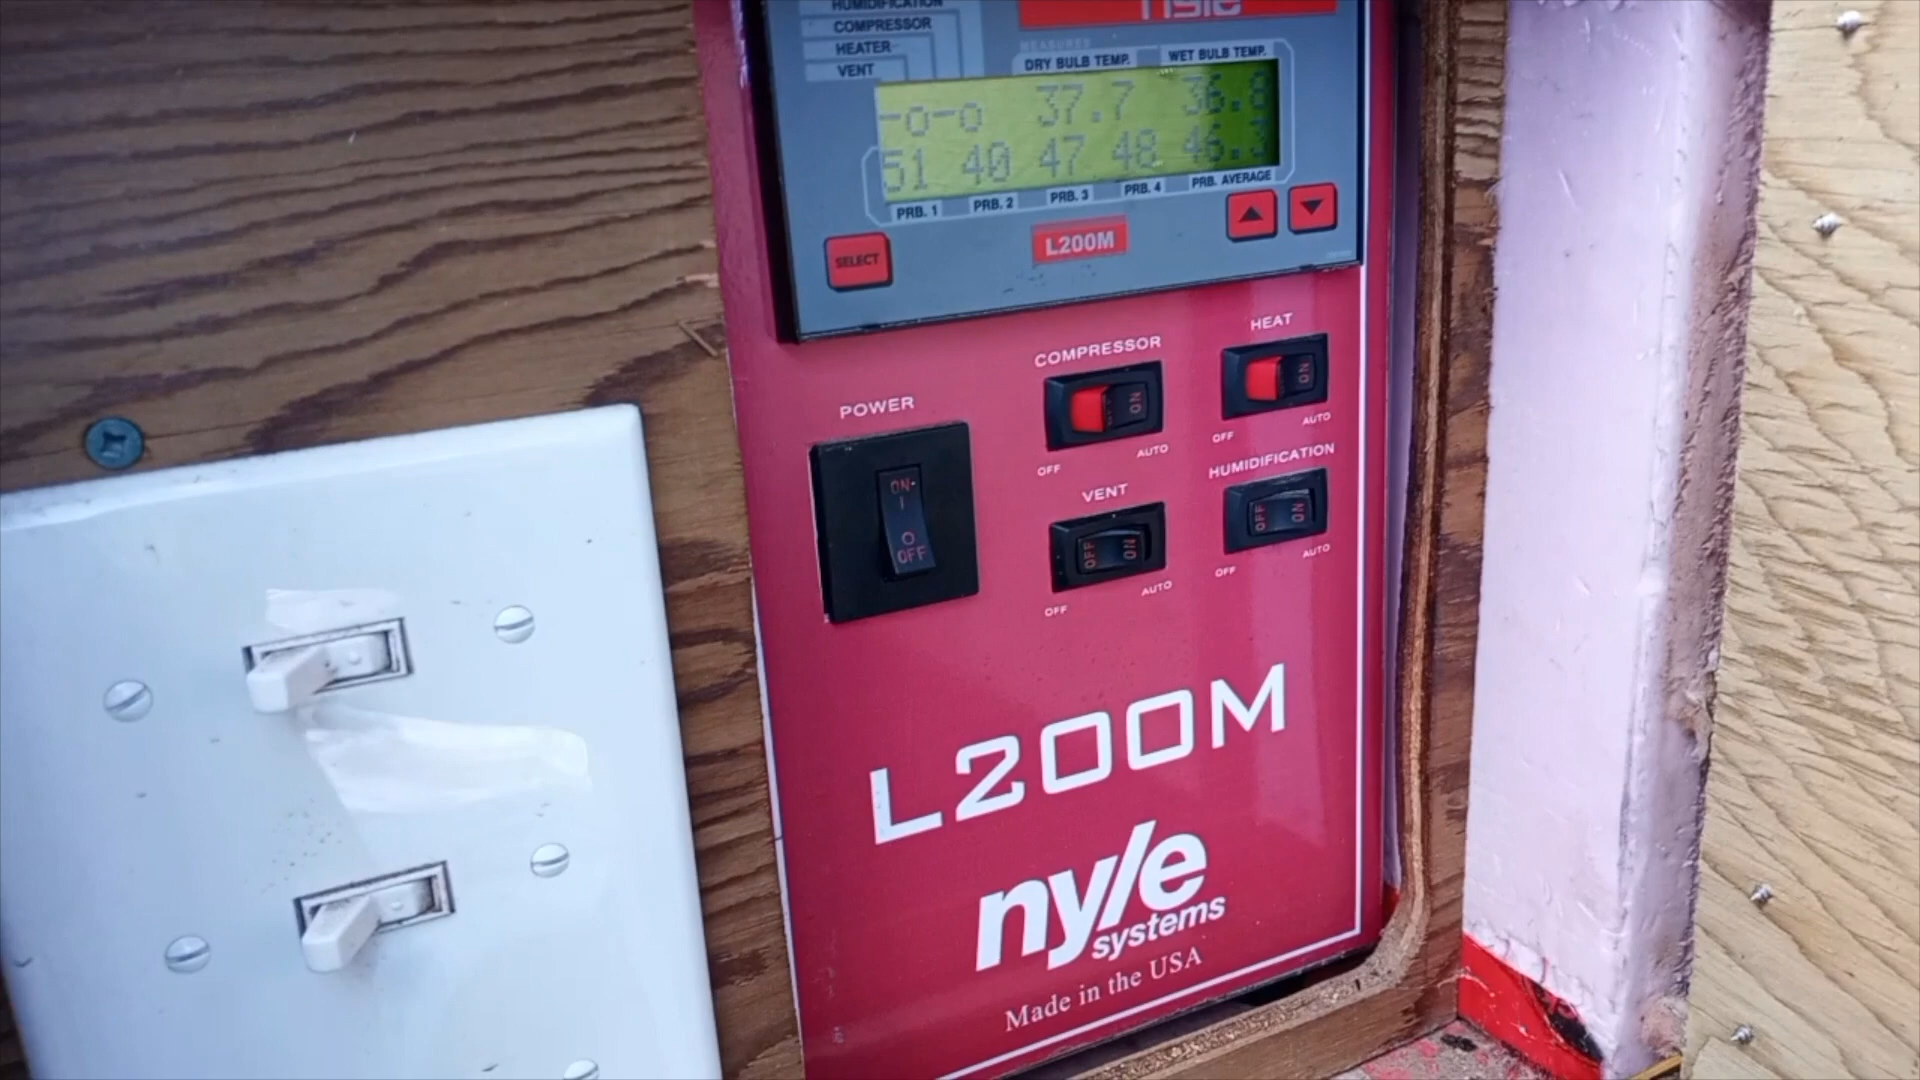 HUMIDIFICATION
COMPRESSOR
HEATER
VENT
nyle
MEASURED
DRY BULB TEMP. WET BULB TEMP.
-o-o 37.7 36.8
51 40 47 48 46.
PRB. 1 PRB. 2 PRB. 3 PRB. 4 PRB. AVERAGE
SELECT
L200M
COMPRESSOR
ON
OFF AUTO
HEAT
ON
OFF AUTO
POWER
ON
I
O
OFF
VENT
OFF ON
OFF AUTO
HUMIDIFICATION
OFF ON
OFF AUTO
L200M
nyle
systems
Made in the USA